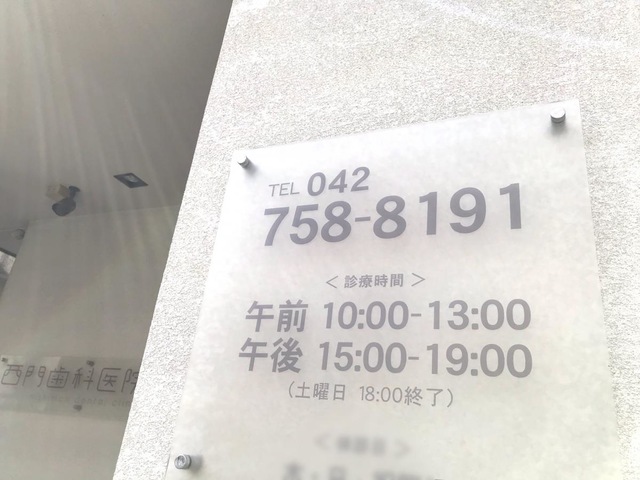 TEL 042
758-8191
＜診療時間＞
午前 10:00-13:00
午後 15:00-19:00
(土曜日 18:00終了)
西門歯科医院